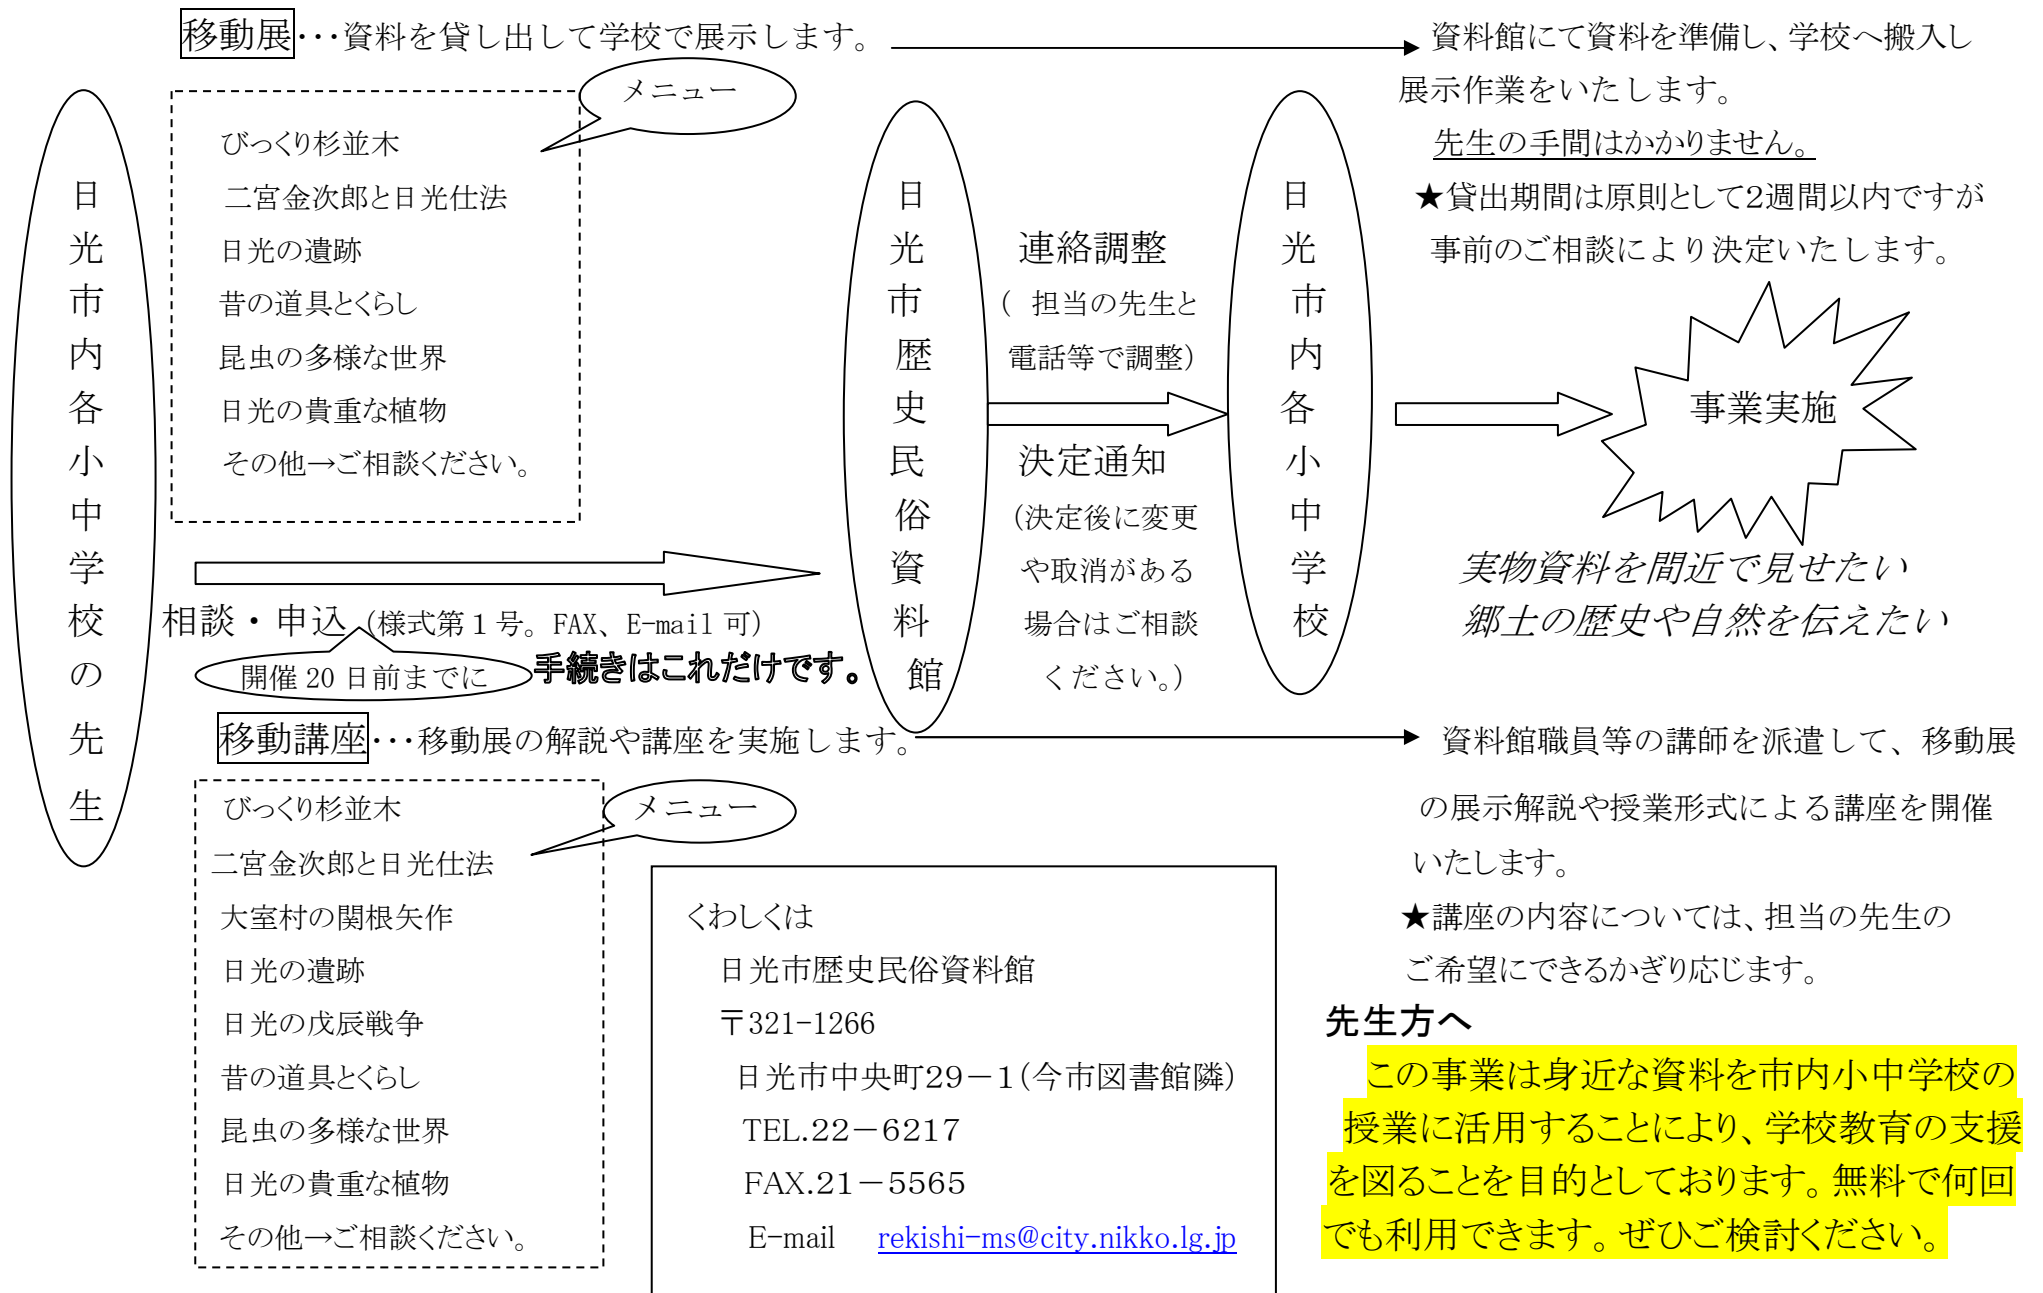 移動展・・・資料を貸し出して学校で展示します。
資料館にて資料を準備し、学校へ搬入し
展示作業をいたします。
先生の手間はかかりません。
★貸出期間は原則として2週間以内ですが
事前のご相談により決定いたします。
メニュー
びっくり杉並木
二宮金次郎と日光仕法
日光の遺跡
昔の道具とくらし
昆虫の多様な世界
日光の貴重な植物
その他→ご相談ください。
日光市内各小中学校の先生
相談・申込(様式第1号。FAX、E-mail可)
開催20日前までに
手続きはこれだけです。
日光市歴史民俗資料館
連絡調整
( 担当の先生と
電話等で調整)
決定通知
(決定後に変更
や取消がある
場合はご相談
ください。)
日光市内各小中学校
事業実施
実物資料を間近で見せたい
郷土の歴史や自然を伝えたい
移動講座・・・移動展の解説や講座を実施します。
資料館職員等の講師を派遣して、移動展
の展示解説や授業形式による講座を開催
いたします。
★講座の内容については、担当の先生の
ご希望にできるかぎり応じます。
メニュー
びっくり杉並木
二宮金次郎と日光仕法
大室村の関根矢作
日光の遺跡
日光の戊辰戦争
昔の道具とくらし
昆虫の多様な世界
日光の貴重な植物
その他→ご相談ください。
くわしくは
日光市歴史民俗資料館
〒321-1266
日光市中央町29-1(今市図書館隣)
TEL.22-6217
FAX.21-5565
E-mail rekishi-ms@city.nikko.lg.jp
先生方へ
この事業は身近な資料を市内小中学校の
授業に活用することにより、学校教育の支援
を図ることを目的としております。無料で何回
でも利用できます。ぜひご検討ください。